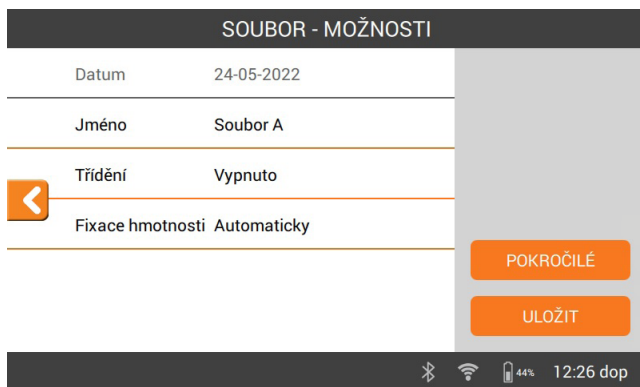 SOUBOR - MOŽNOSTI
Datum 24-05-2022
Jméno Soubor A
Třídění Vypnuto
Fixace hmotnosti Automaticky
POKROČILÉ
ULOŽIT
44% 12:26 dop